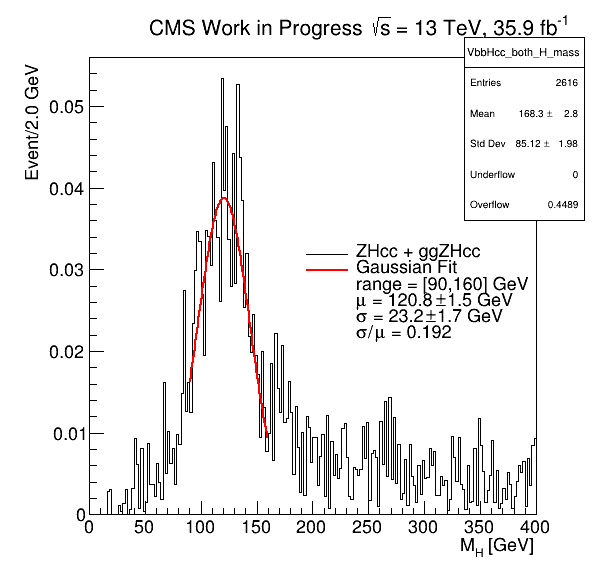 CMS Work in Progress √s = 13 TeV, 35.9 fb⁻¹
VbbHcc_both_H_mass
Entries 2616
Mean 168.3 ± 2.8
Std Dev 85.12 ± 1.98
Underflow 0
Overflow 0.4489
Event/2.0 GeV
0.05
0.04
0.03
0.02
0.01
0
ZHcc + ggZHcc
Gaussian Fit
range = [90,160] GeV
μ = 120.8±1.5 GeV
σ = 23.2±1.7 GeV
σ/μ = 0.192
0 50 100 150 200 250 300 350 400
M_H [GeV]